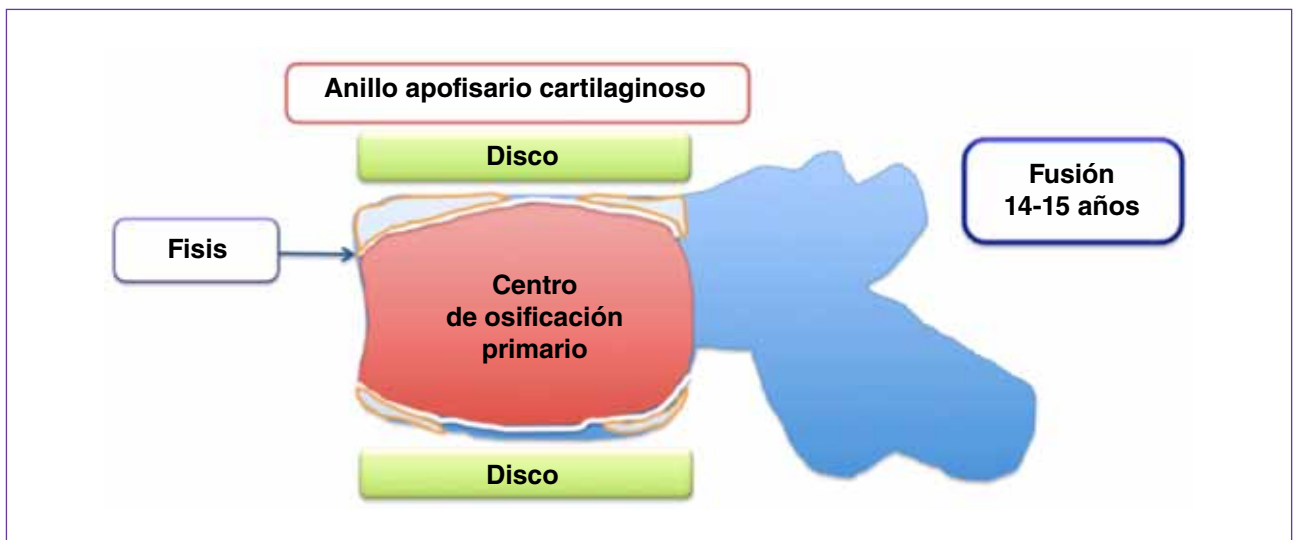 Anillo apofisario cartilaginoso
Disco
Fusión
14-15 años
Fisis
Centro
de osificación
primario
Disco